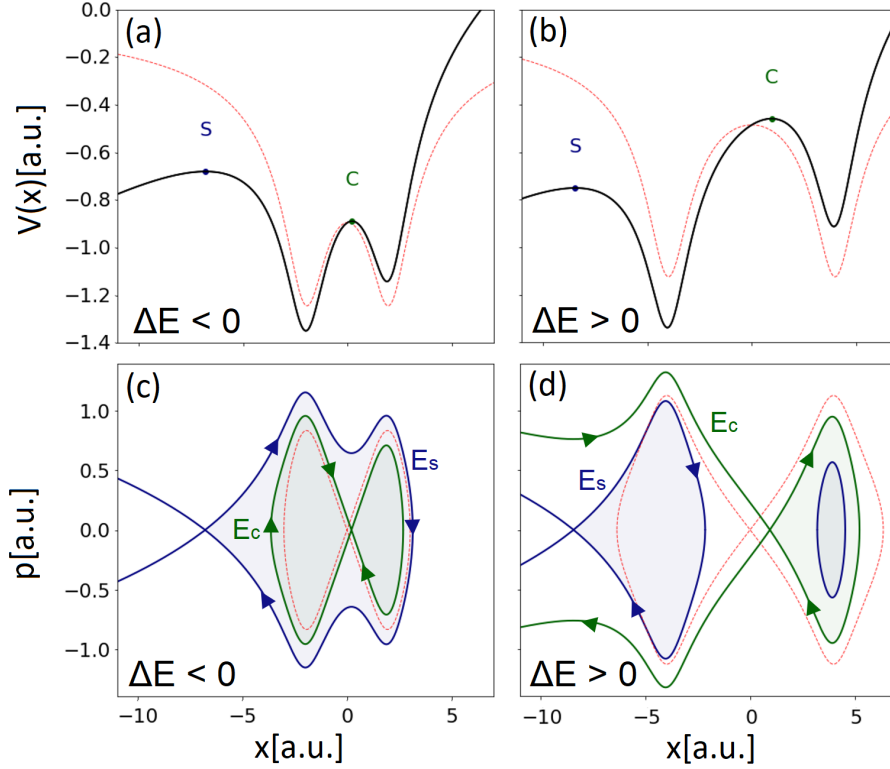 (a)
(b)
V(x)[a.u.]
0.0
−0.2
−0.4
−0.6
−0.8
−1.0
−1.2
−1.4
S
C
ΔE < 0
S
C
ΔE > 0
(c)
(d)
p[a.u.]
1.0
0.5
0.0
−0.5
−1.0
Es
Ec
ΔE < 0
Ec
Es
ΔE > 0
−10
−5
0
5
−10
−5
0
5
x[a.u.]
x[a.u.]